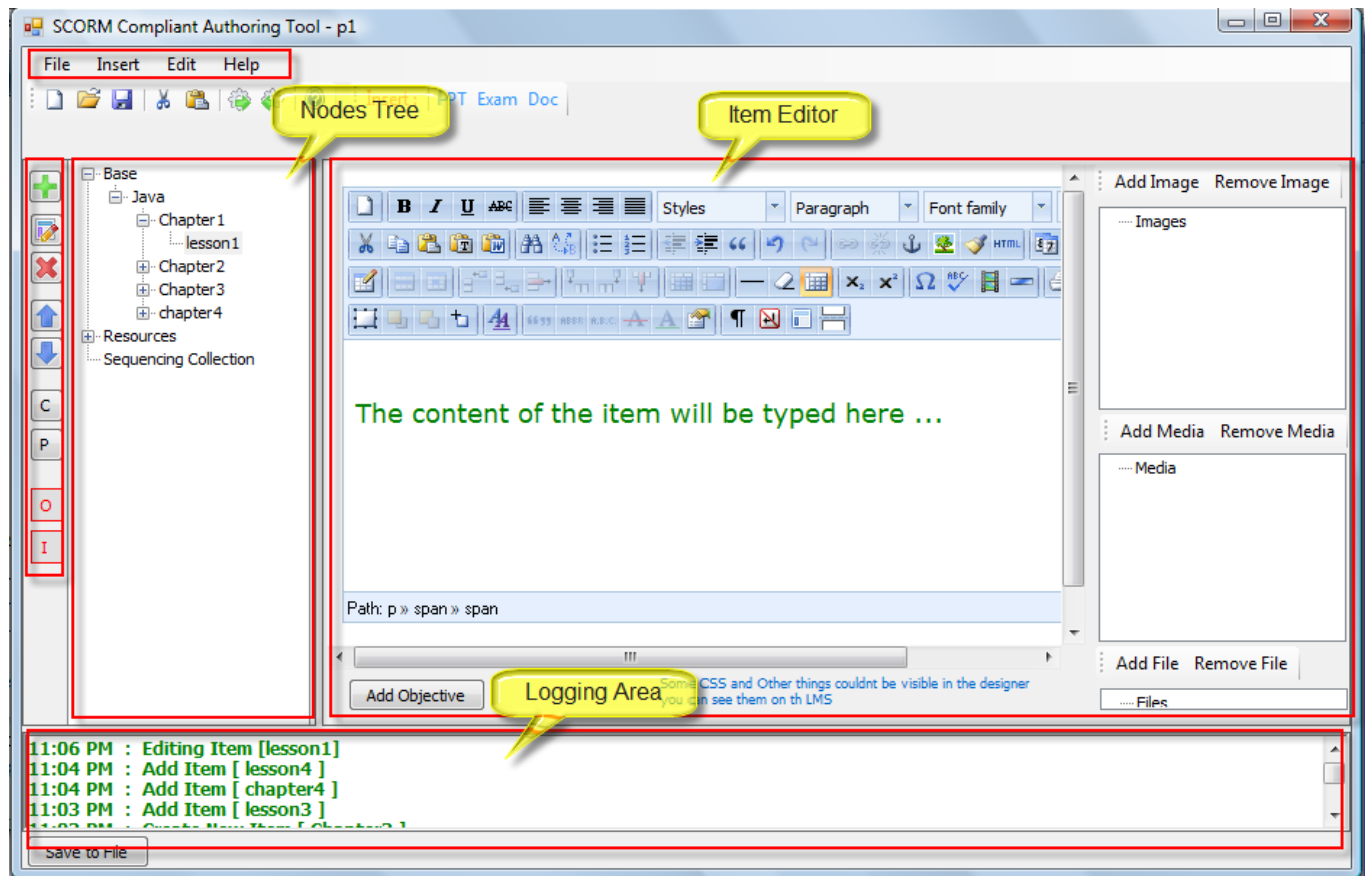 SCORM Compliant Authoring Tool - p1
File Insert Edit Help
PPT Exam Doc
Nodes Tree
Item Editor
Base
Java
Chapter1
lesson1
Chapter2
Chapter3
chapter4
Resources
Sequencing Collection
C
P
O
I
B I U ABC Styles Paragraph Font family
HTML
ABC
The content of the item will be typed here ...
Path: p » span » span
Add Objective
Logging Area
Some CSS and Other things couldnt be visible in the designer
you can see them on th LMS
Add Image Remove Image
Images
Add Media Remove Media
Media
Add File Remove File
Files
11:06 PM : Editing Item [lesson1]
11:04 PM : Add Item [ lesson4 ]
11:04 PM : Add Item [ chapter4 ]
11:03 PM : Add Item [ lesson3 ]
Save to File